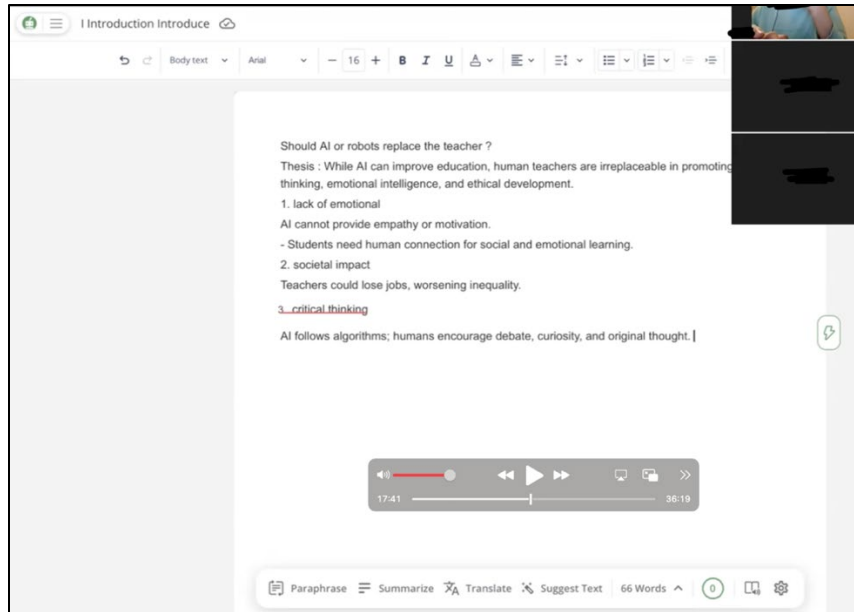 I Introduction Introduce
Body text Arial 16 B I U A
Should AI or robots replace the teacher ?
Thesis : While AI can improve education, human teachers are irreplaceable in promoting
thinking, emotional intelligence, and ethical development.
1. lack of emotional
AI cannot provide empathy or motivation.
- Students need human connection for social and emotional learning.
2. societal impact
Teachers could lose jobs, worsening inequality.
3. critical thinking
AI follows algorithms; humans encourage debate, curiosity, and original thought.
17:41 36:19
Paraphrase Summarize Translate Suggest Text 66 Words 0